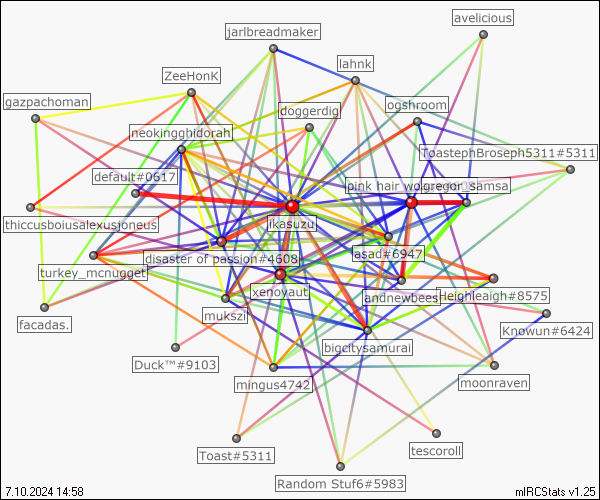 avelicious
jarlbreadmaker
lahnk
ZeeHonK
gazpachoman
doggerdig
ogshroom
neokingghidorah
ToastephBroseph5311#5311
default#0617
pink hair wo
gregor_samsa
thiccusboiusalexusjoneus
ikasuzu
disaster of passion#4608
asad#6947
turkey_mcnugget
xenoyaut
andnewbees
Heighleaigh#8575
mukszi
facadas.
Knowun#6424
bigcitysamurai
Duck™#9103
mingus4742
moonraven
Toast#5311
tescoroll
Random Stuf6#5983
7.10.2024 14:58
mIRCStats v1.25